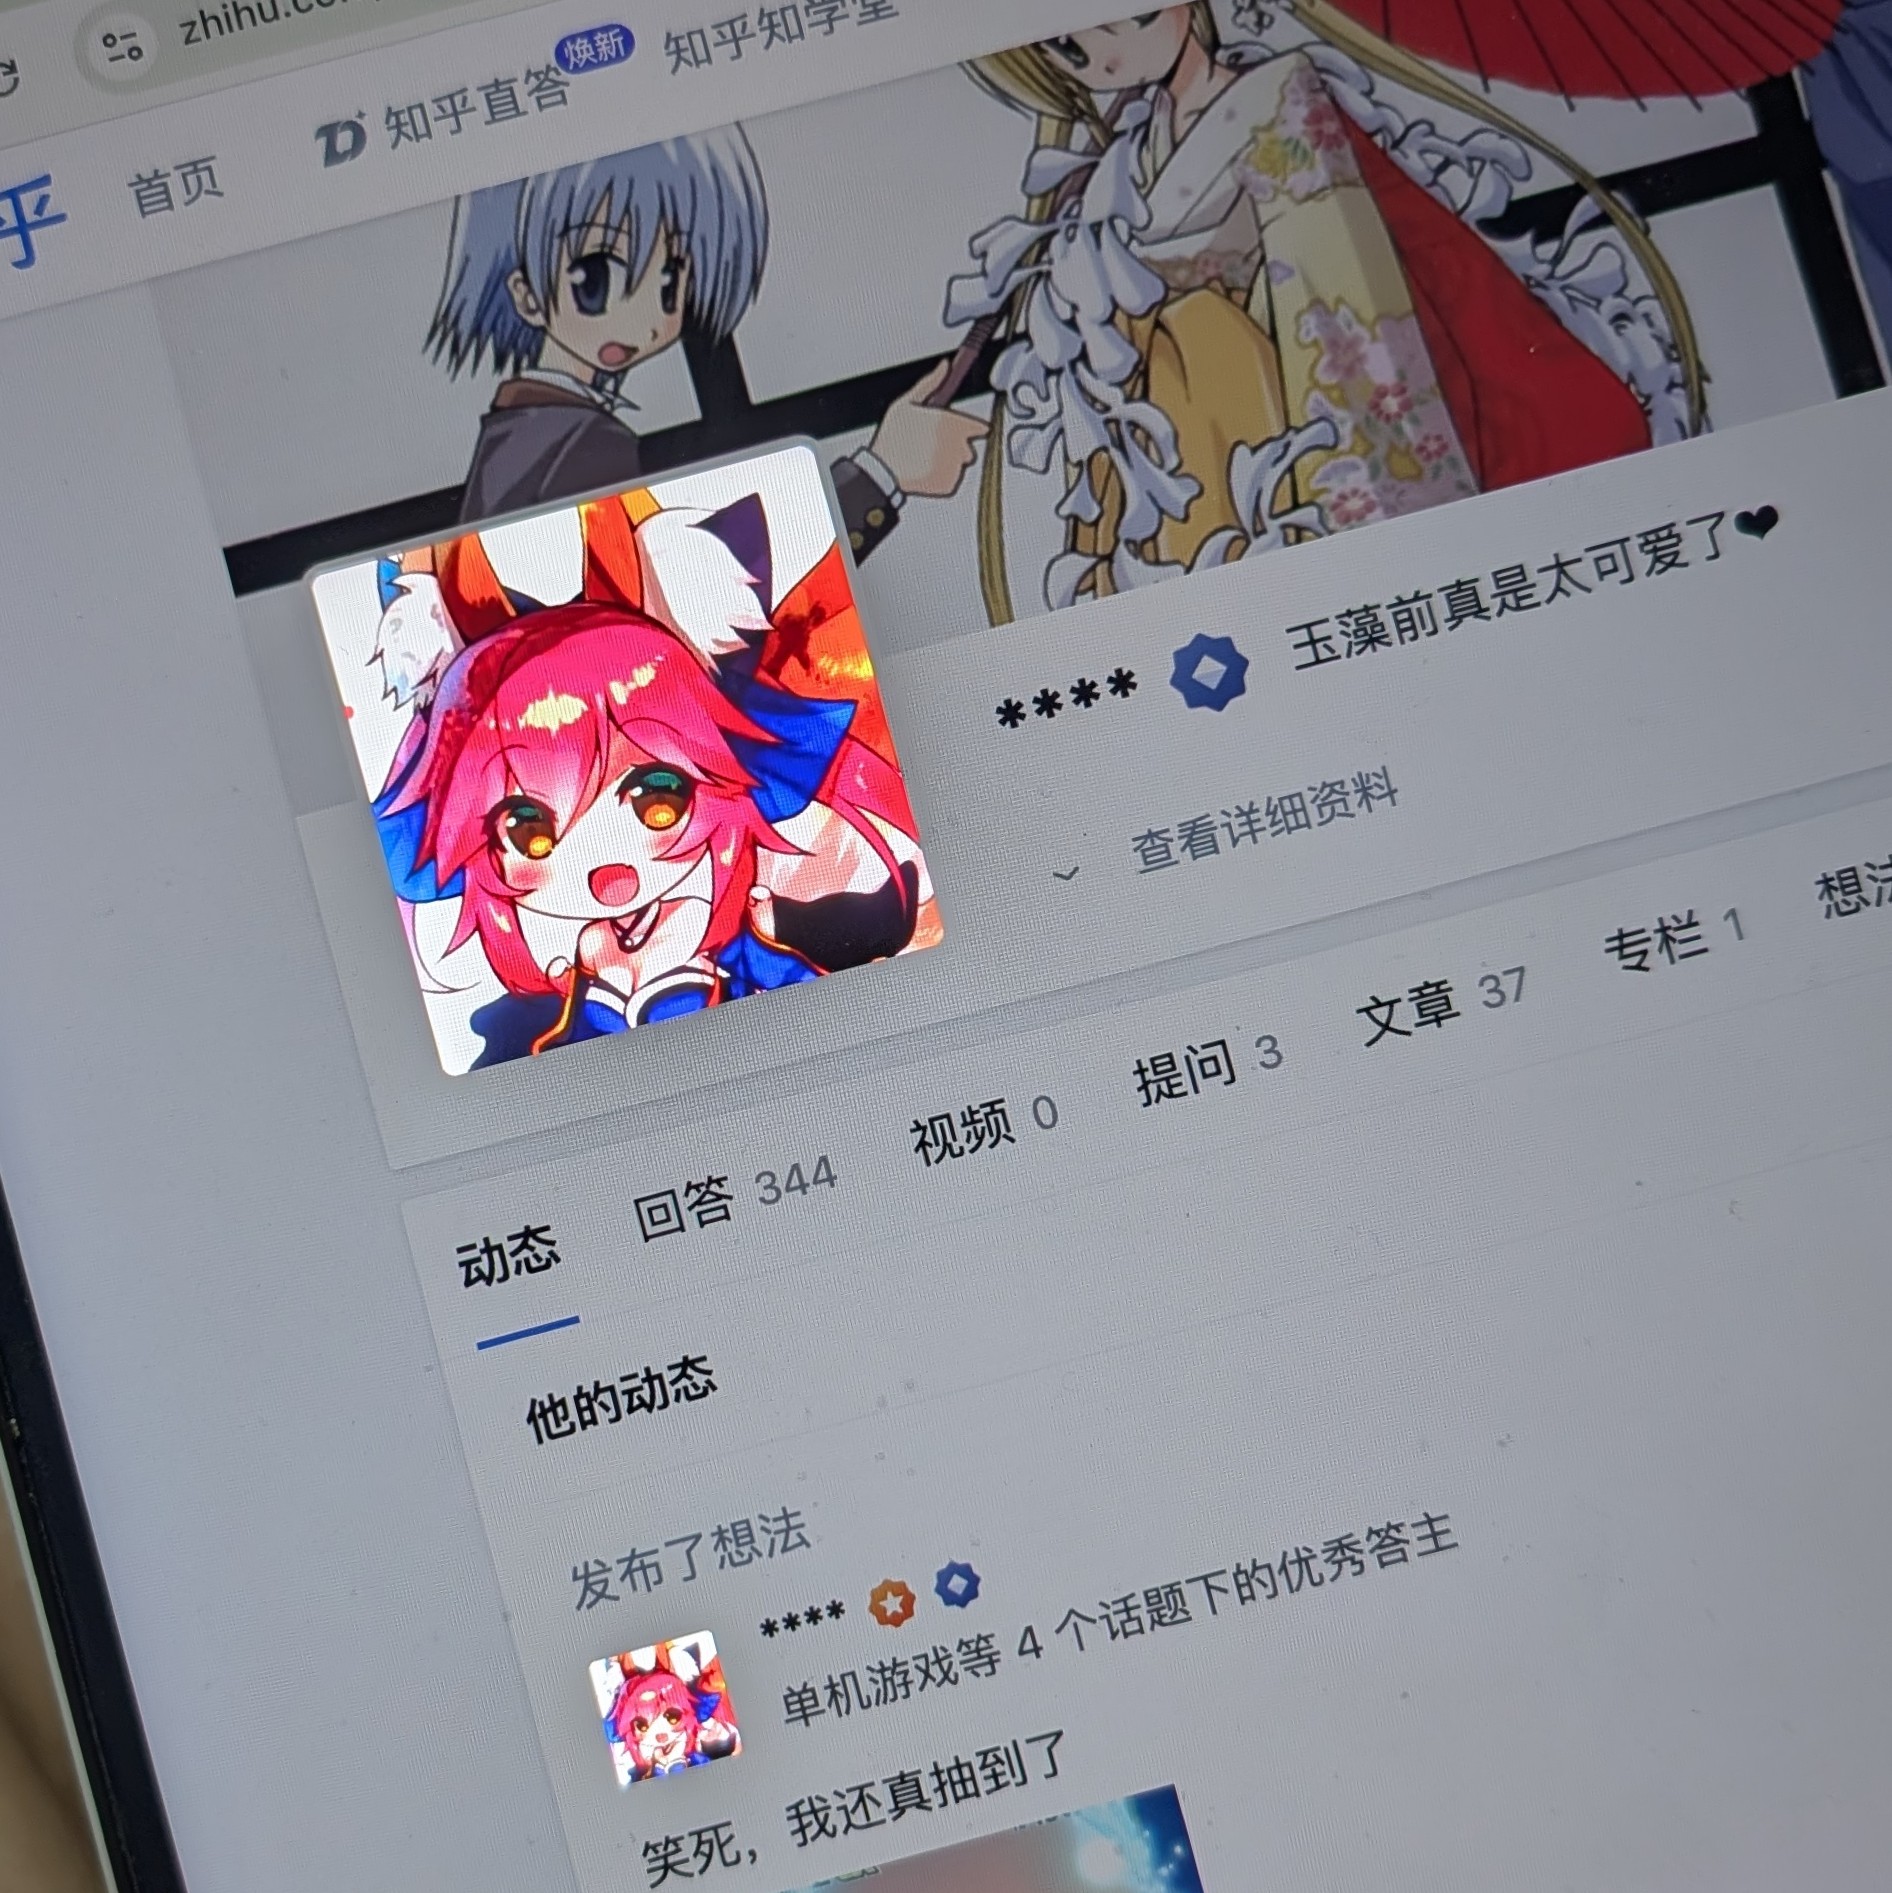 zhihu.co
乎 首页 知乎直答 焕新 知乎知学堂
**** 玉藻前真是太可爱了❤
查看详细资料
动态 回答 344 视频 0 提问 3 文章 37 专栏 1 想法
他的动态
发布了想法
****
单机游戏等 4 个话题下的优秀答主
笑死，我还真抽到了